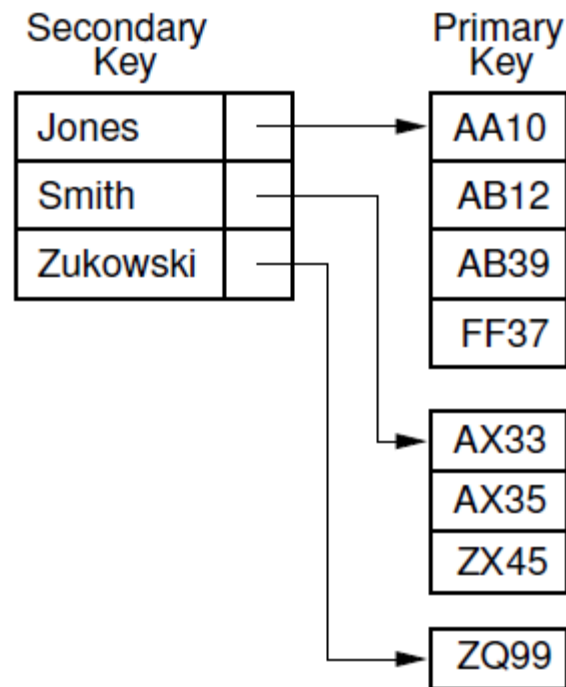 Secondary
Key
Primary
Key
Jones
Smith
Zukowski
AA10
AB12
AB39
FF37
AX33
AX35
ZX45
ZQ99